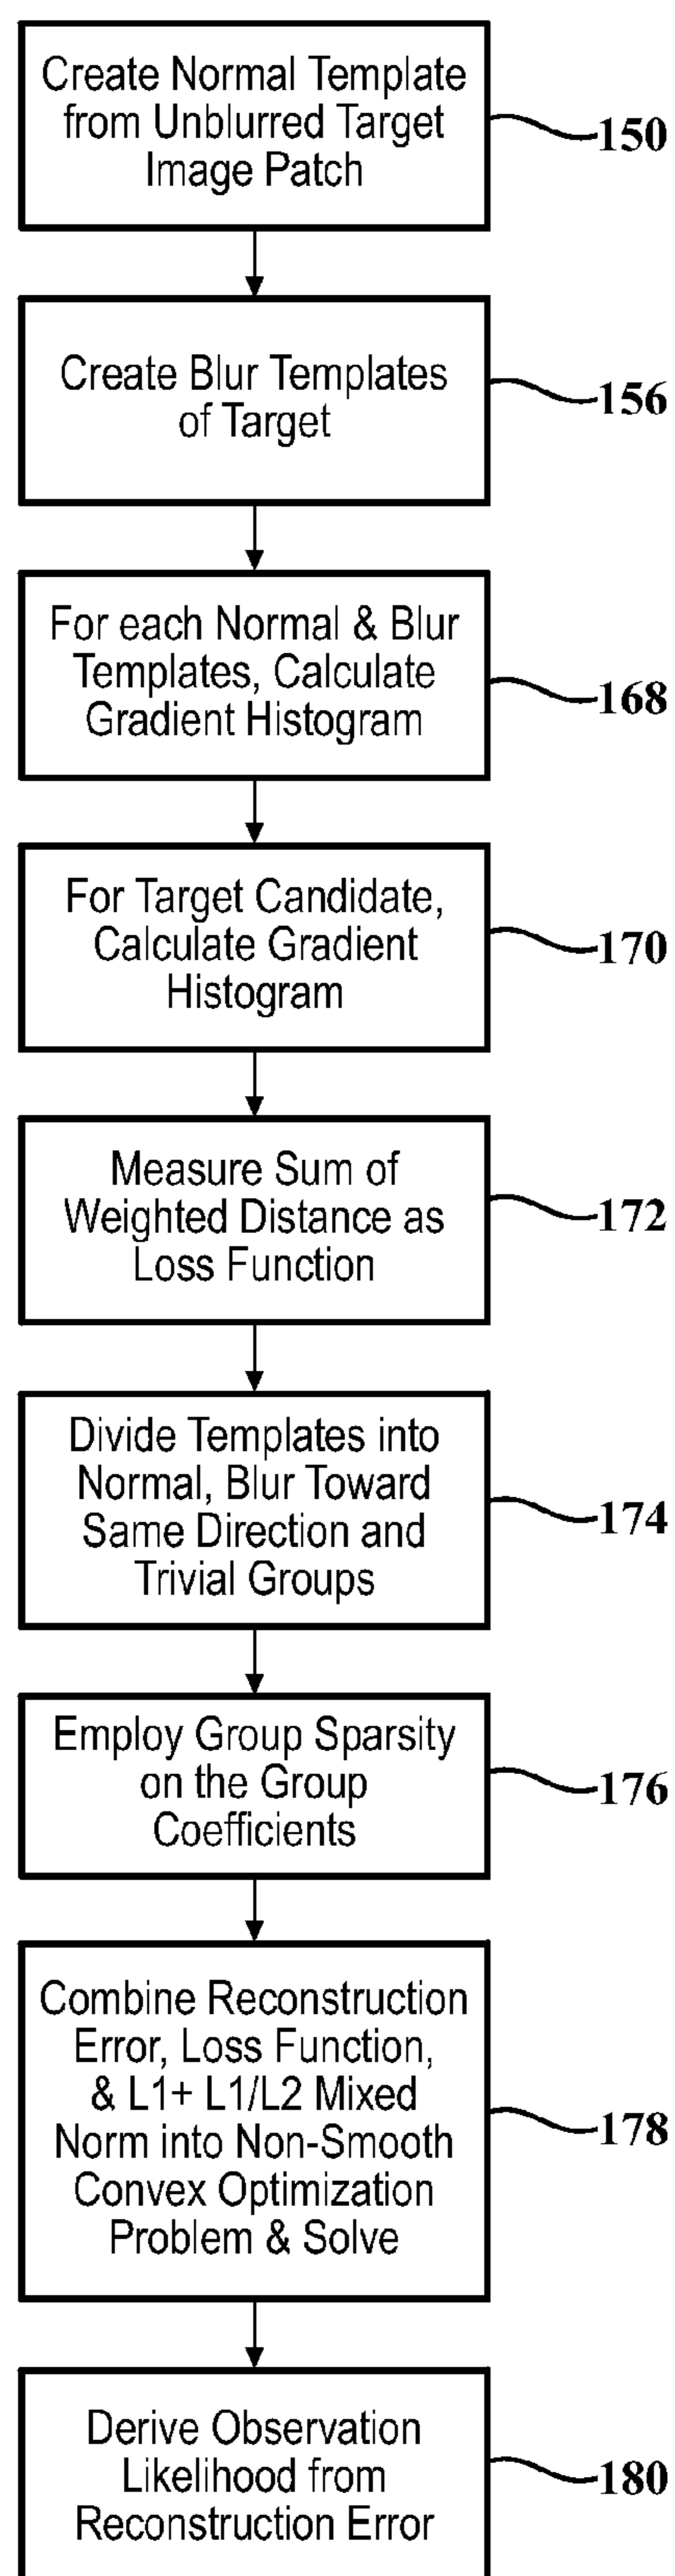 Create Normal Template
from Unblurred Target
Image Patch
150
Create Blur Templates
of Target
156
For each Normal & Blur
Templates, Calculate
Gradient Histogram
168
For Target Candidate,
Calculate Gradient
Histogram
170
Measure Sum of
Weighted Distance as
Loss Function
172
Divide Templates into
Normal, Blur Toward
Same Direction and
Trivial Groups
174
Employ Group Sparsity
on the Group
Coefficients
176
Combine Reconstruction
Error, Loss Function,
& L1+ L1/L2 Mixed
Norm into Non-Smooth
Convex Optimization
Problem & Solve
178
Derive Observation
Likelihood from
Reconstruction Error
180